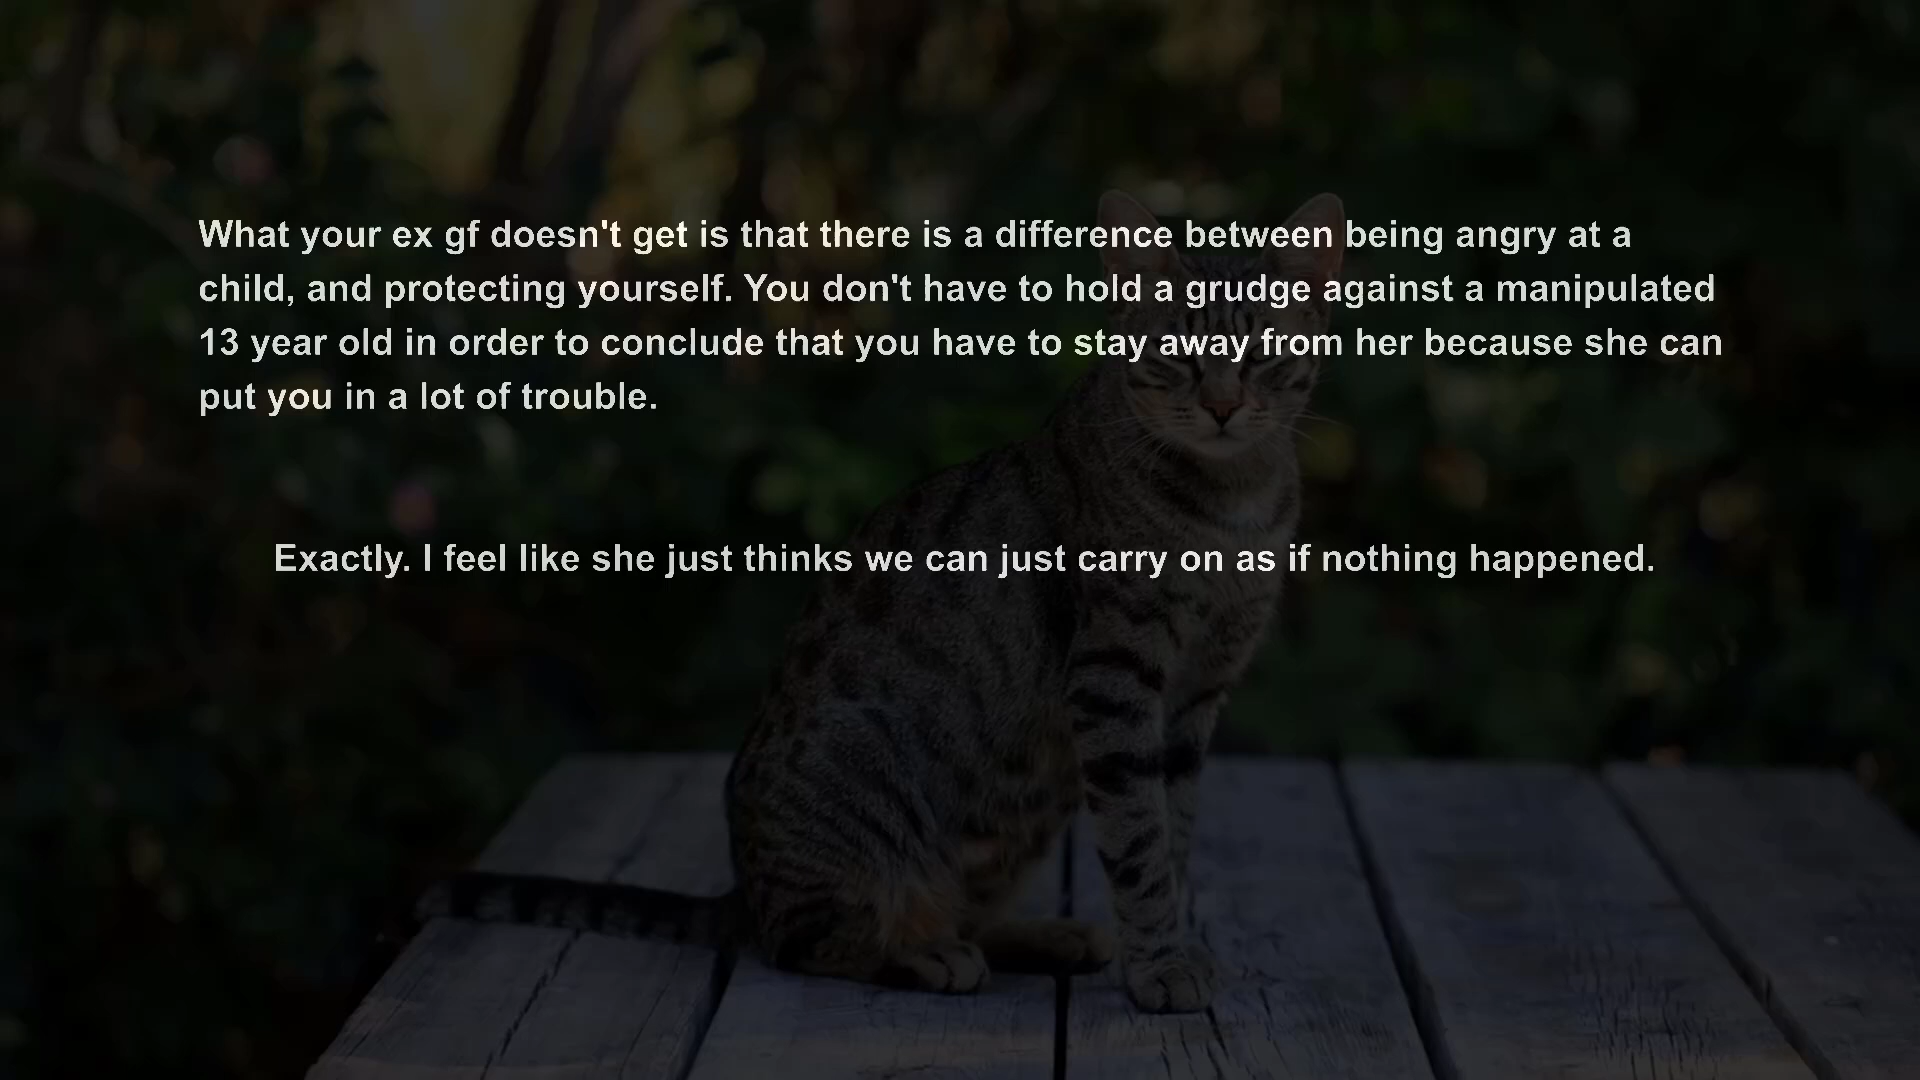 What your ex gf doesn't get is that there is a difference between being angry at a
child, and protecting yourself. You don't have to hold a grudge against a manipulated
13 year old in order to conclude that you have to stay away from her because she can
put you in a lot of trouble.
Exactly. I feel like she just thinks we can just carry on as if nothing happened.